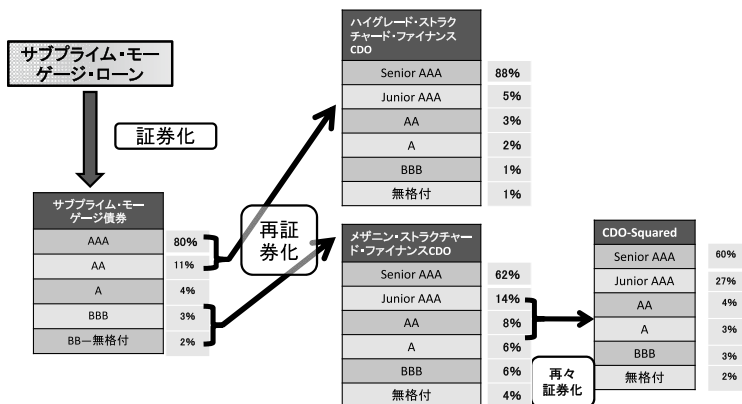 サブプライム・モー
ゲージ・ローン
証券化
サブプライム・モー
ゲージ債券
AAA 80%
AA 11%
A 4%
BBB 3%
BB―無格付 2%
再証
券化
ハイグレード・ストラク
チャード・ファイナンス
CDO
Senior AAA 88%
Junior AAA 5%
AA 3%
A 2%
BBB 1%
無格付 1%
メザニン・ストラクチャー
ド・ファイナンスCDO
Senior AAA 62%
Junior AAA 14%
AA 8%
A 6%
BBB 6%
無格付 4%
再々
証券化
CDO-Squared
Senior AAA 60%
Junior AAA 27%
AA 4%
A 3%
BBB 3%
無格付 2%